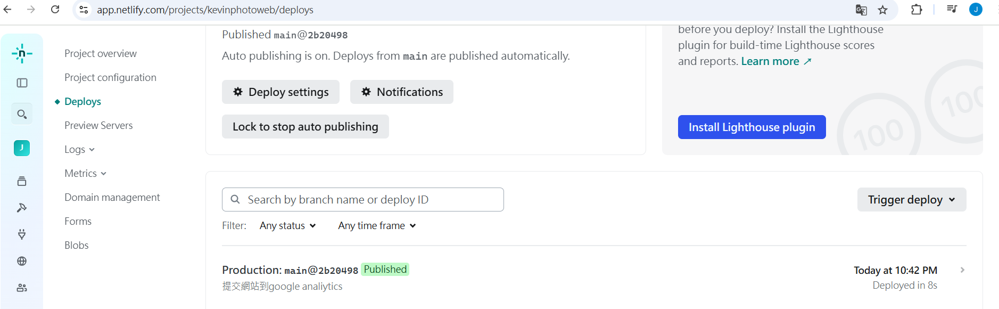 app.netlify.com/projects/kevinphotoweb/deploys
J
n
J
Project overview
Project configuration
Deploys
Preview Servers
Logs
Metrics
Domain management
Forms
Blobs
Published main@2b20498
Auto publishing is on. Deploys from main are published automatically.
Deploy settings
Notifications
Lock to stop auto publishing
before you deploy? Install the Lighthouse
plugin for build-time Lighthouse scores
and reports. Learn more ↗
Install Lighthouse plugin
100
100
Search by branch name or deploy ID
Trigger deploy
Filter: Any status Any time frame
Production: main@2b20498 Published
Today at 10:42 PM
提交網站到google analiytics
Deployed in 8s